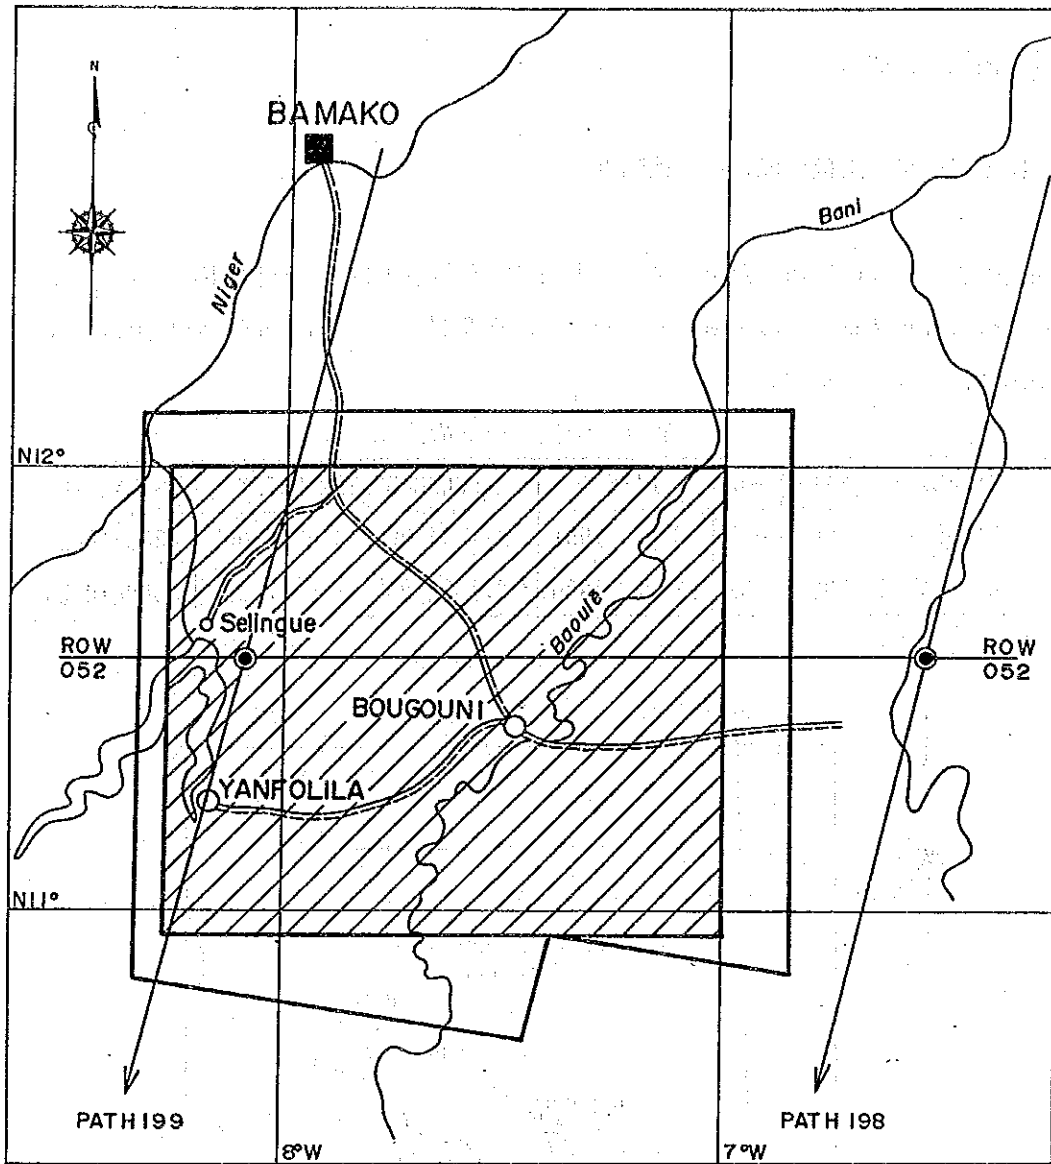 N
BAMAKO
Niger
Bani
N12°
Selingue
Baoulé
ROW
052
ROW
052
BOUGOUNI
YANFOLILA
N11°
PATH 199
PATH 198
8°W
7°W